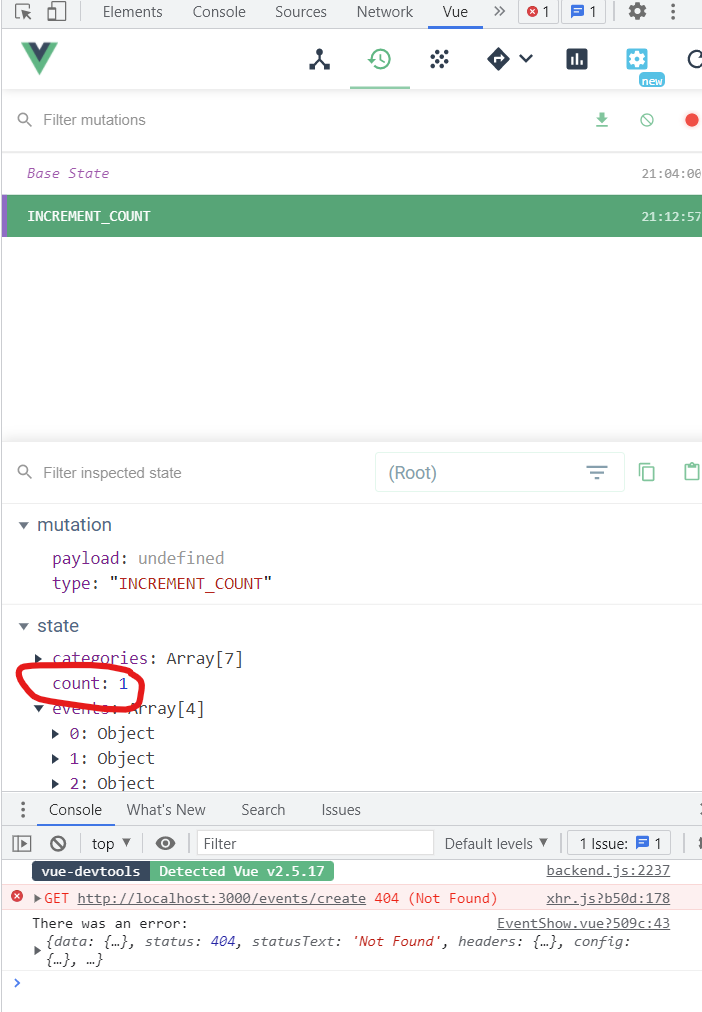 Elements Console Sources Network Vue » 1 1
new
Filter mutations
Base State 21:04:00
INCREMENT_COUNT 21:12:57
Filter inspected state (Root)
mutation
payload: undefined
type: "INCREMENT_COUNT"
state
categories: Array[7]
count: 1
events: Array[4]
0: Object
1: Object
2: Object
Console What's New Search Issues
top Filter Default levels 1 Issue: 1
vue-devtools Detected Vue v2.5.17 backend.js:2237
GET http://localhost:3000/events/create 404 (Not Found) xhr.js?b50d:178
There was an error: EventShow.vue?509c:43
{data: {…}, status: 404, statusText: 'Not Found', headers: {…}, config:
{…}, …}